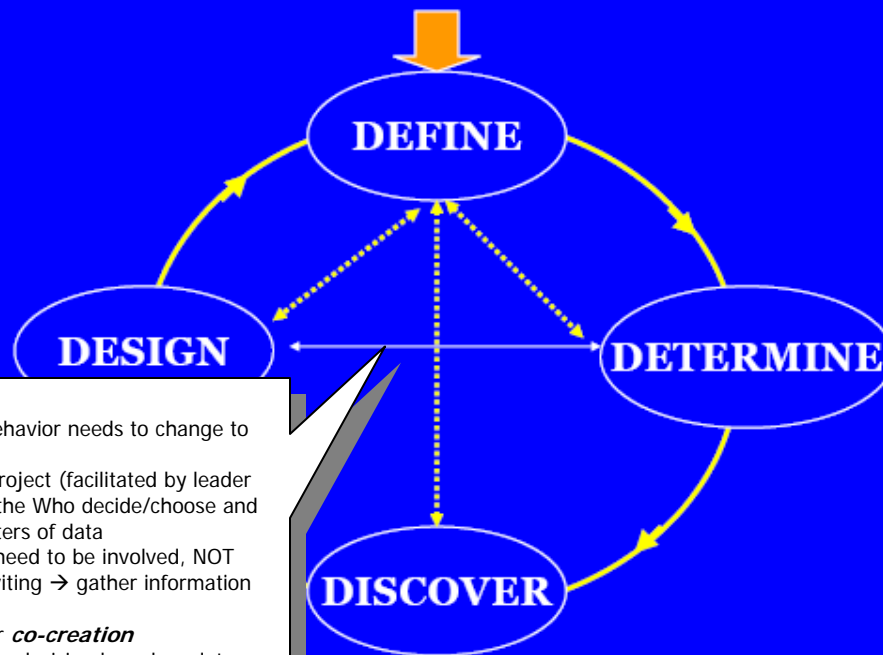 DEFINE
DESIGN
DETERMINE
ehavior needs to change to
roject (facilitated by leader
the Who decide/choose and
ters of data
need to be involved, NOT
iting → gather information
DISCOVER
r co-creation